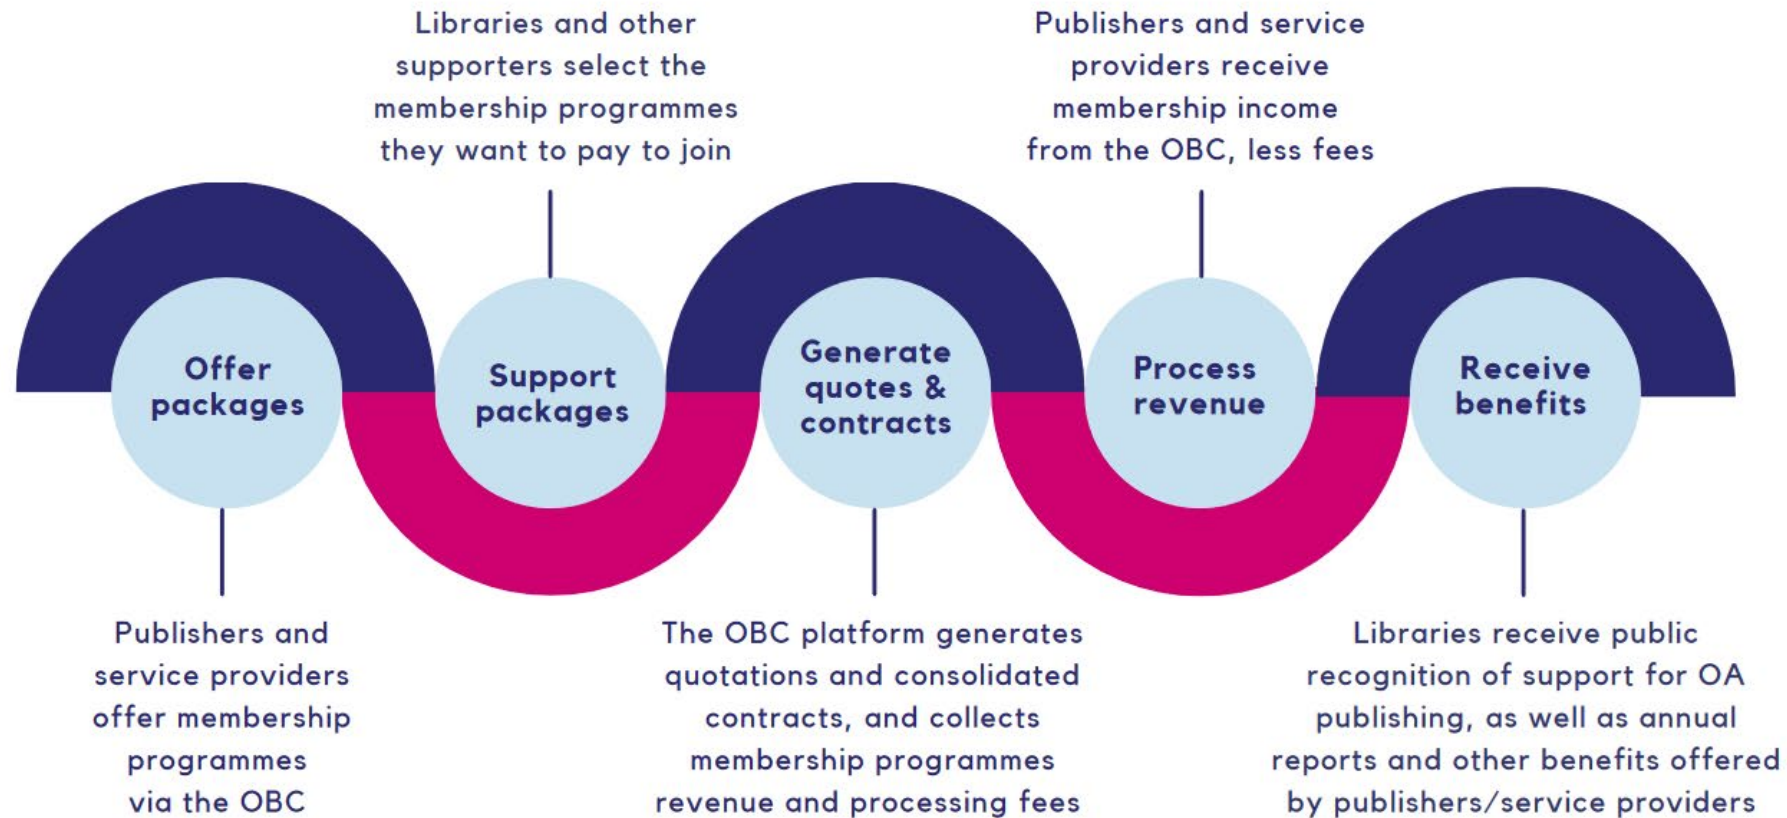 Libraries and other
supporters select the
membership programmes
they want to pay to join
Publishers and service
providers receive
membership income
from the OBC, less fees
Offer
packages
Support
packages
Generate
quotes &
contracts
Process
revenue
Receive
benefits
Publishers and
service providers
offer membership
programmes
via the OBC
The OBC platform generates
quotations and consolidated
contracts, and collects
membership programmes
revenue and processing fees
Libraries receive public
recognition of support for OA
publishing, as well as annual
reports and other benefits offered
by publishers/service providers